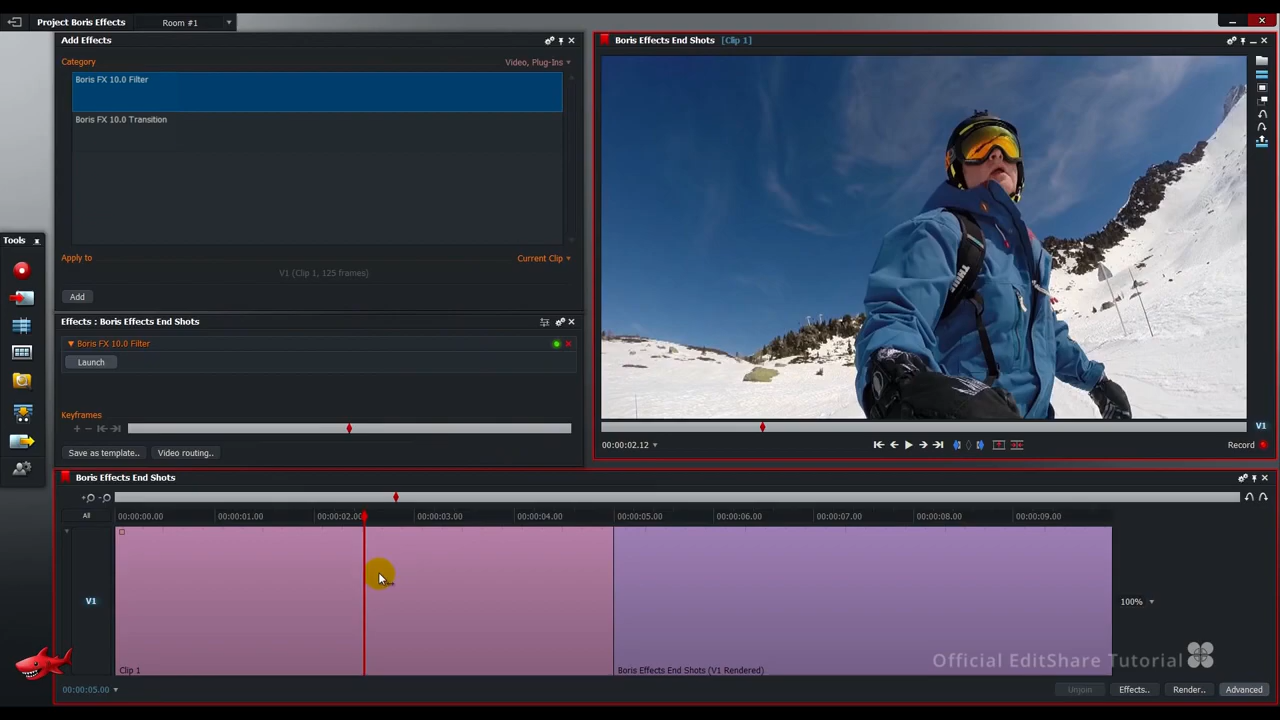 Project Boris Effects
Room #1
Add Effects
Category
Video, Plug-Ins
Boris FX 10.0 Filter
Boris FX 10.0 Transition
Apply to
Current Clip
V1 (Clip 1, 125 frames)
Add
Effects : Boris Effects End Shots
Boris FX 10.0 Filter
Launch
Keyframes
Save as template..
Video routing..
Tools
Boris Effects End Shots
[Clip 1]
THULE
V1
00:00:02.12
Record
Boris Effects End Shots
All
00:00:00.00
00:00:01.00
00:00:02.00
00:00:03.00
00:00:04.00
00:00:05.00
00:00:06.00
00:00:07.00
00:00:08.00
00:00:09.00
V1
100%
Clip 1
Boris Effects End Shots (V1 Rendered)
Official EditShare Tutorial
00:00:05.00
Unjoin
Effects..
Render..
Advanced